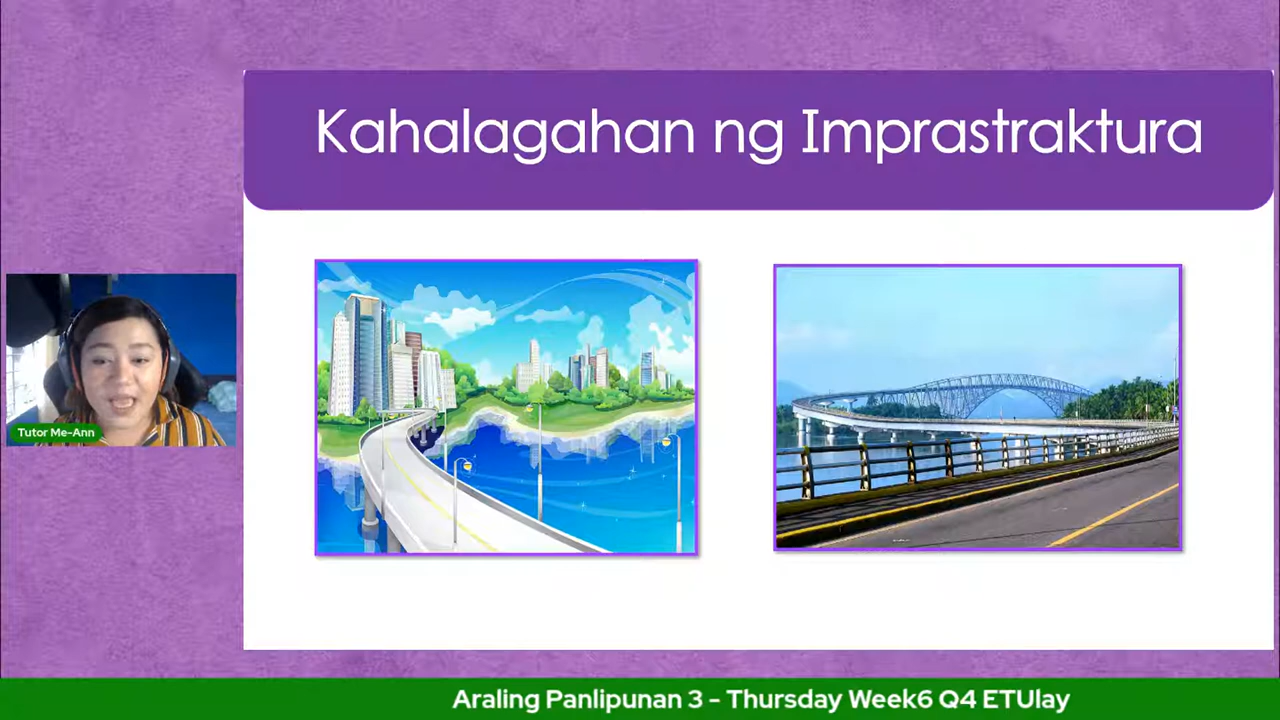 Kahalagahan ng Imprastraktura
Tutor Me-Ann
Araling Panlipunan 3 - Thursday Week6 Q4 ETUlay